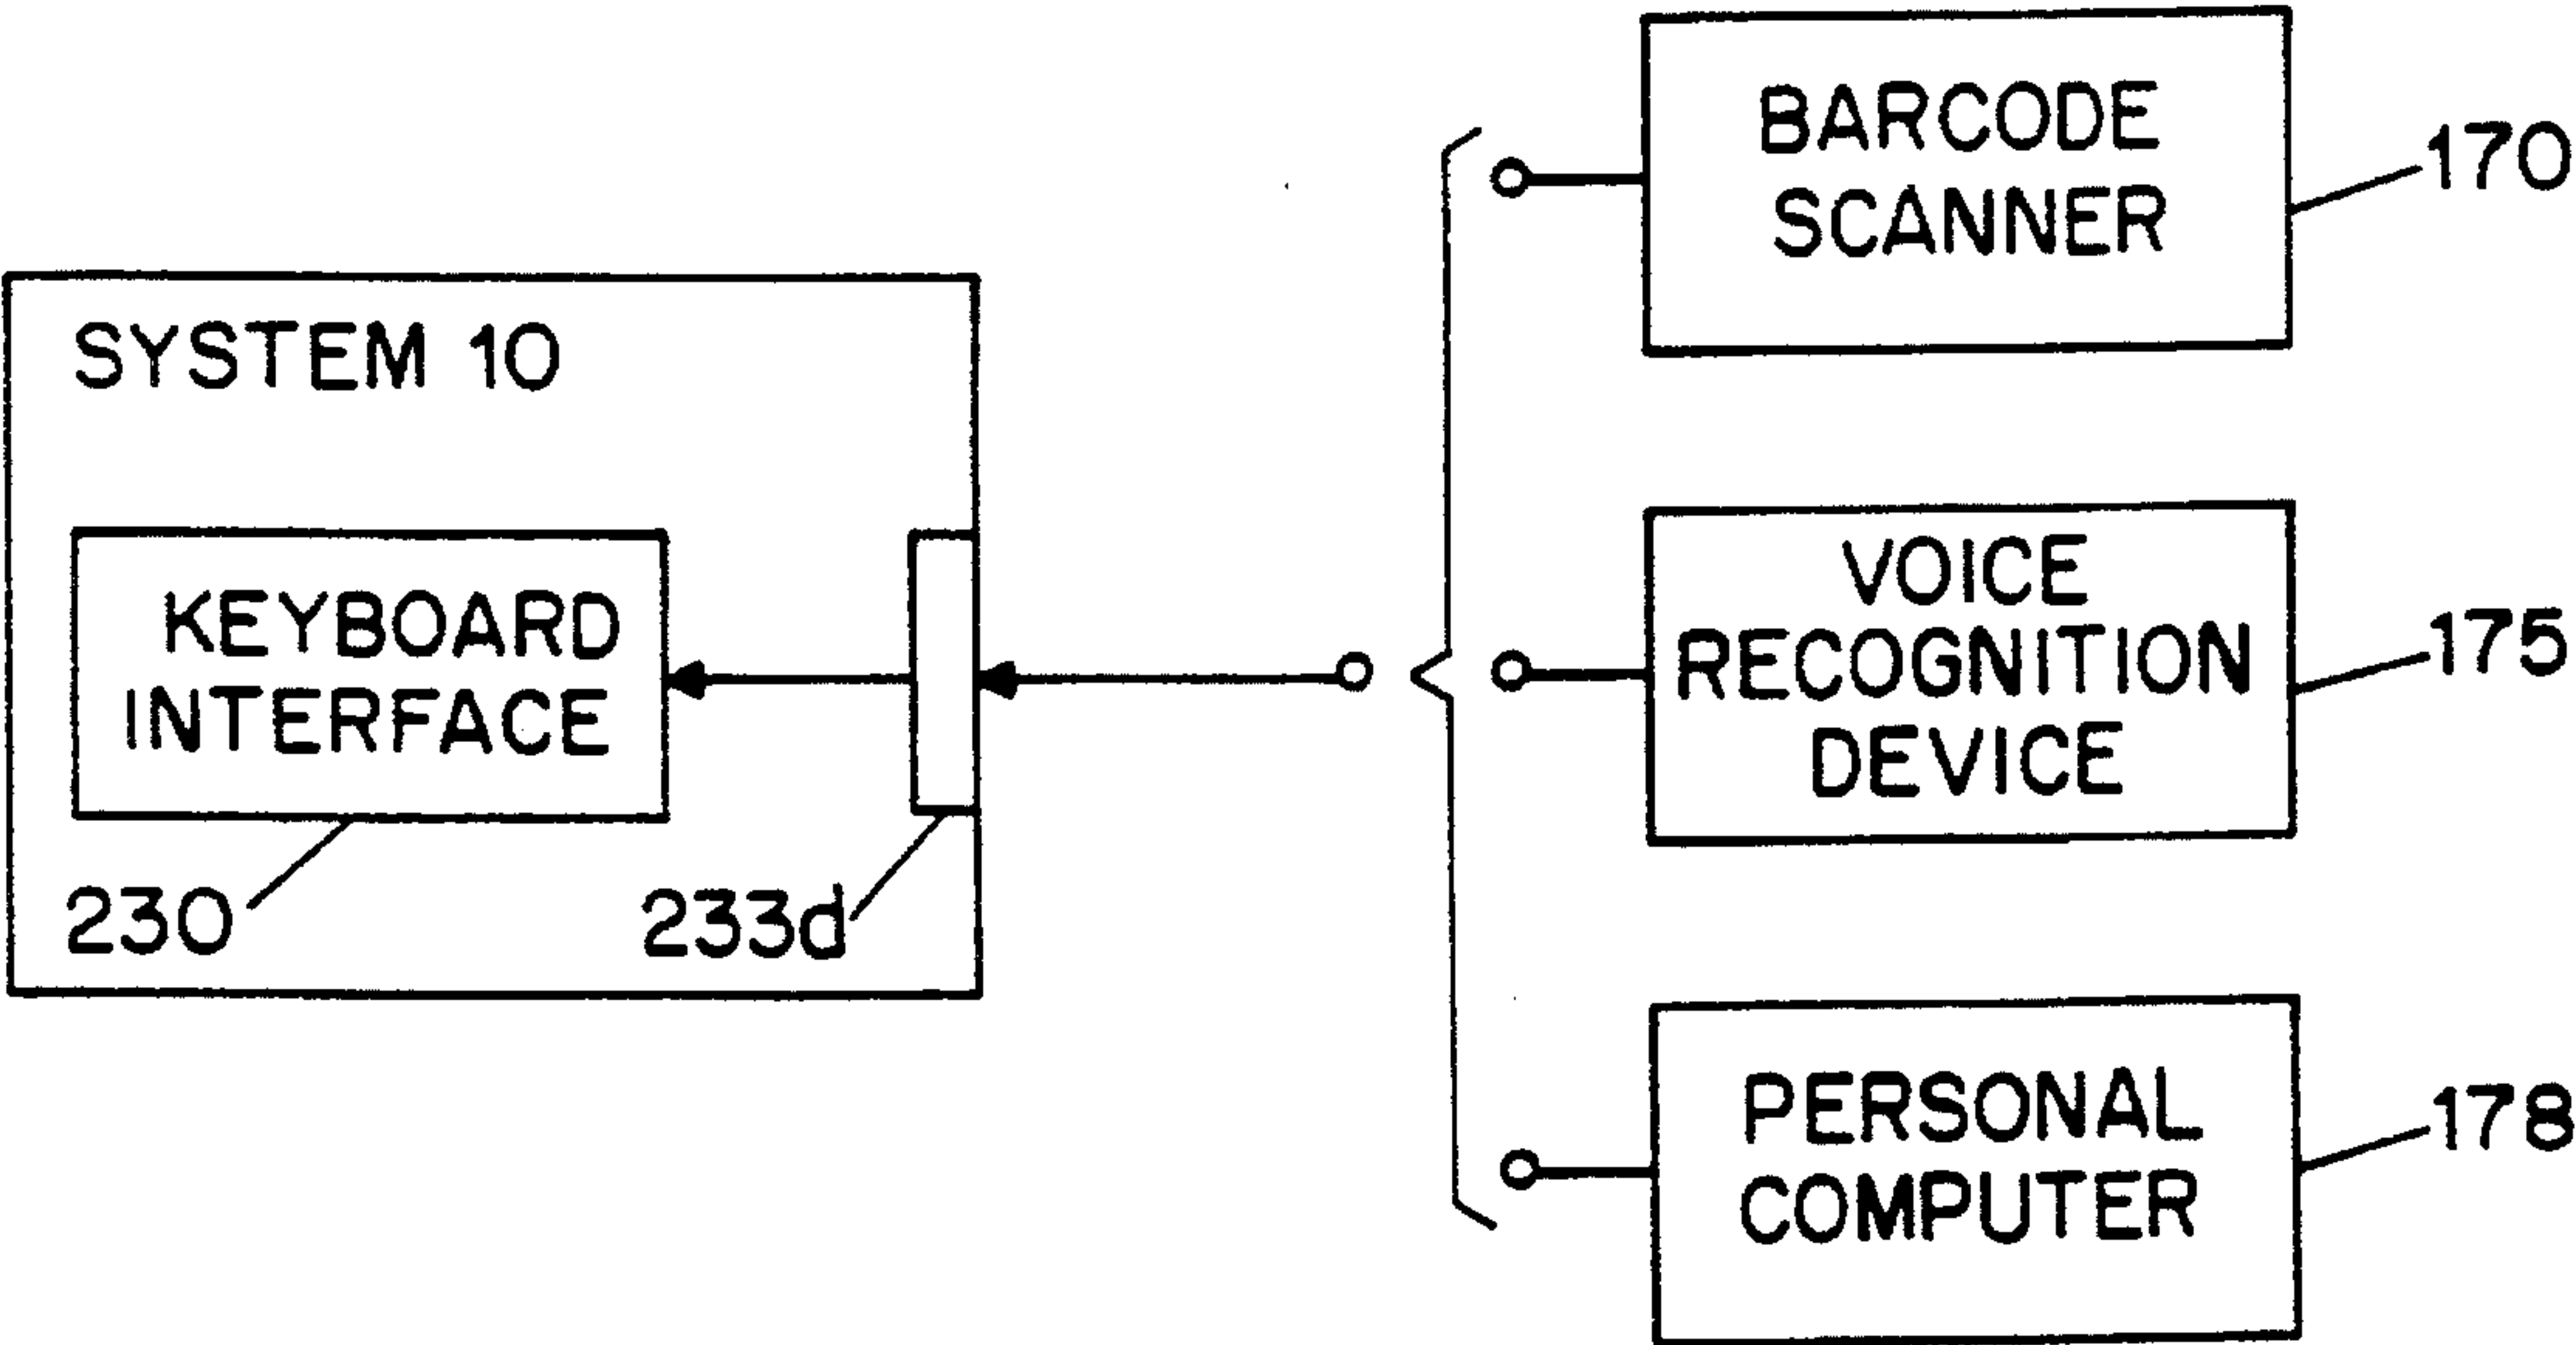 SYSTEM 10
KEYBOARD
INTERFACE
230
233d
BARCODE
SCANNER
170
VOICE
RECOGNITION
DEVICE
175
PERSONAL
COMPUTER
178